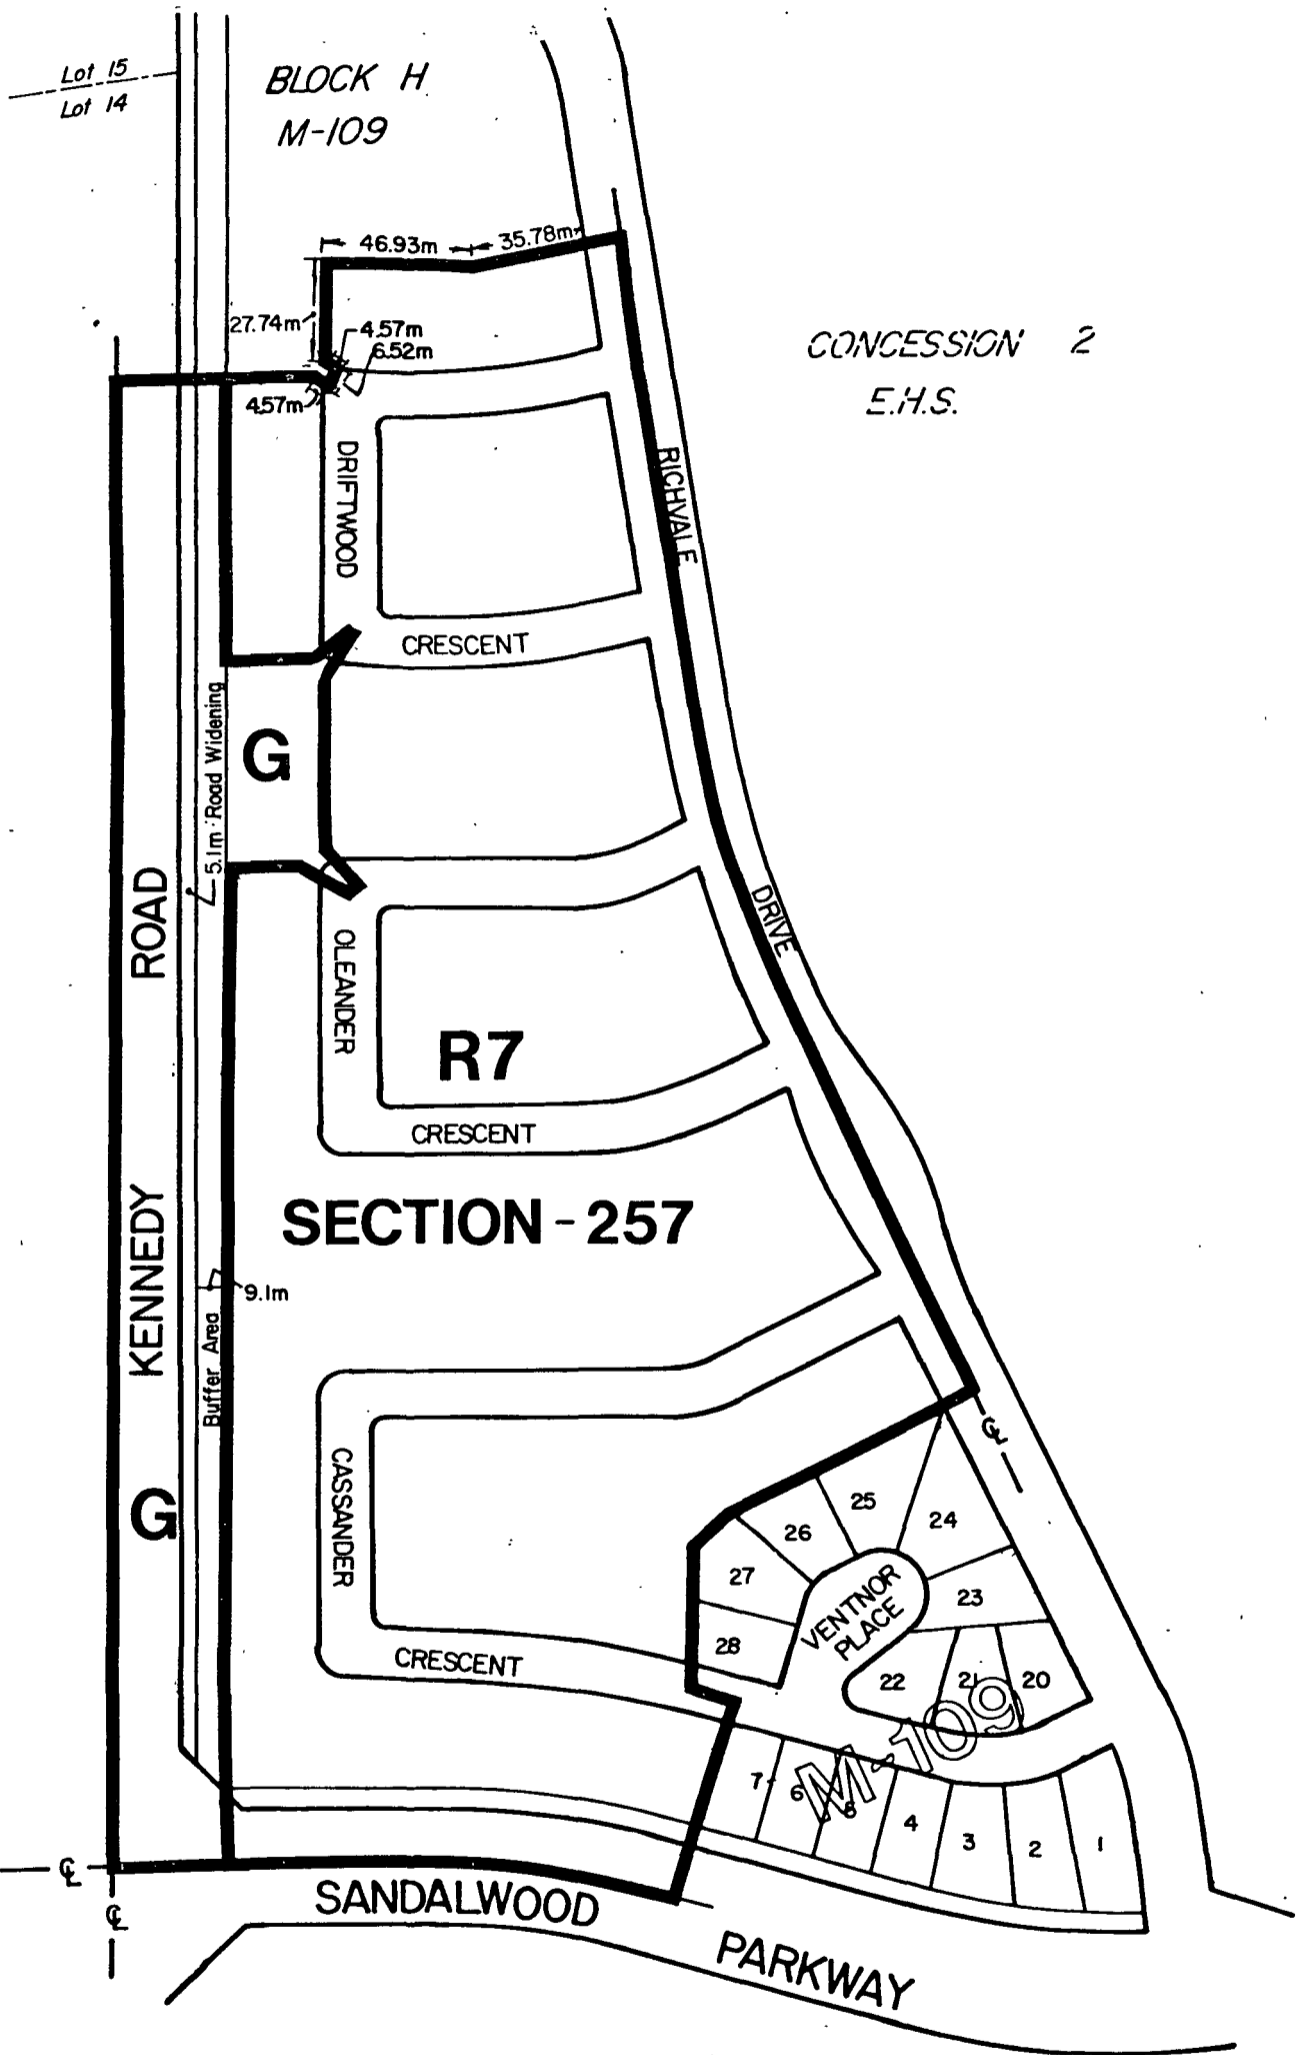 Lot 15
Lot 14
BLOCK H
M-109
46.93m
35.78m
27.74m
4.57m
6.52m
4.57m
CONCESSION 2
E.H.S.
DRIFTWOOD
CRESCENT
RICHVALE
DRIVE
5.1m Road Widening
G
ROAD
KENNEDY
OLEANDER
CRESCENT
R7
SECTION-257
9.1m
Buffer Area
G
CASSANDER
CRESCENT
℄
25
24
26
27
23
28
VENTNOR
PLACE
22
21
20
M-109
7
6
5
4
3
2
1
℄
℄
SANDALWOOD
PARKWAY